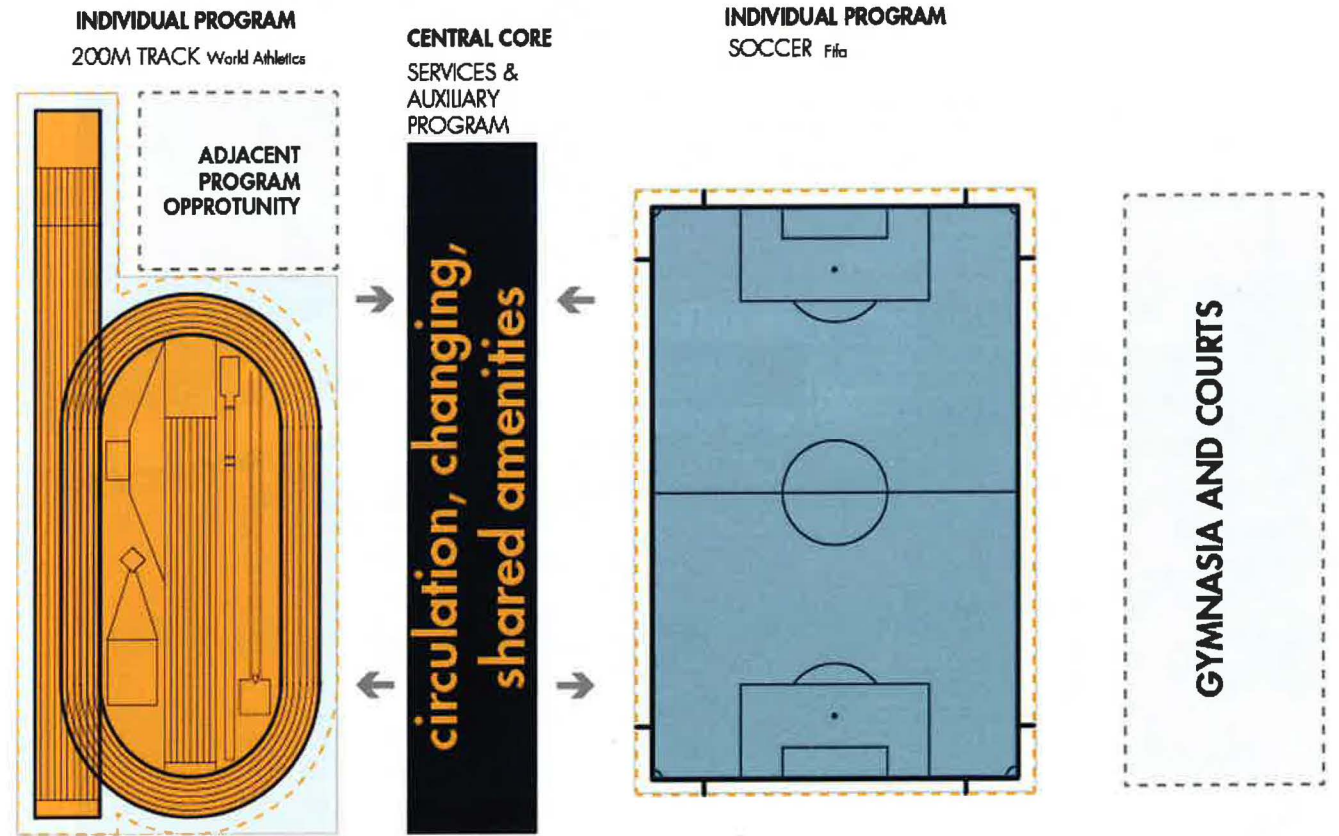 INDIVIDUAL PROGRAM
200M TRACK World Athletics
ADJACENT
PROGRAM
OPPROTUNITY
CENTRAL CORE
SERVICES &
AUXILIARY
PROGRAM
circulation, changing,
shared amenities
INDIVIDUAL PROGRAM
SOCCER Fifa
GYMNASIA AND COURTS